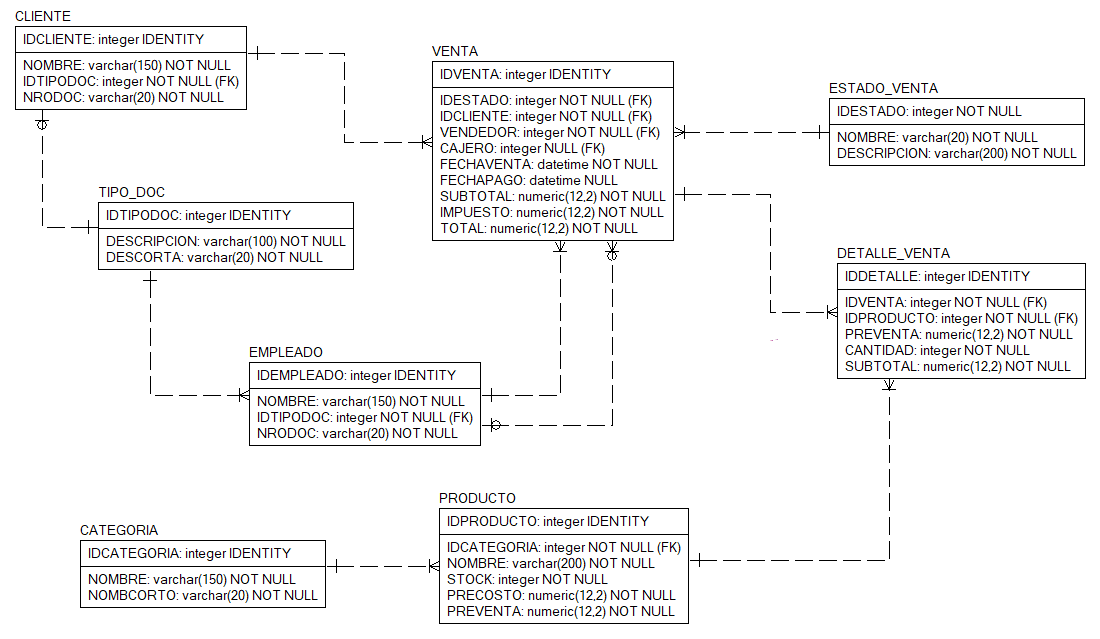 CLIENTE
IDCLIENTE: integer IDENTITY
NOMBRE: varchar(150) NOT NULL
IDTIPODOC: integer NOT NULL (FK)
NRODOC: varchar(20) NOT NULL
VENTA
IDVENTA: integer IDENTITY
IDESTADO: integer NOT NULL (FK)
IDCLIENTE: integer NOT NULL (FK)
VENDEDOR: integer NOT NULL (FK)
CAJERO: integer NULL (FK)
FECHAVENTA: datetime NOT NULL
FECHAPAGO: datetime NULL
SUBTOTAL: numeric(12,2) NOT NULL
IMPUESTO: numeric(12,2) NOT NULL
TOTAL: numeric(12,2) NOT NULL
ESTADO_VENTA
IDESTADO: integer NOT NULL
NOMBRE: varchar(20) NOT NULL
DESCRIPCION: varchar(200) NOT NULL
TIPO_DOC
IDTIPODOC: integer IDENTITY
DESCRIPCION: varchar(100) NOT NULL
DESCORTA: varchar(20) NOT NULL
DETALLE_VENTA
IDDETALLE: integer IDENTITY
IDVENTA: integer NOT NULL (FK)
IDPRODUCTO: integer NOT NULL (FK)
PREVENTA: numeric(12,2) NOT NULL
CANTIDAD: integer NOT NULL
SUBTOTAL: numeric(12,2) NOT NULL
EMPLEADO
IDEMPLEADO: integer IDENTITY
NOMBRE: varchar(150) NOT NULL
IDTIPODOC: integer NOT NULL (FK)
NRODOC: varchar(20) NOT NULL
PRODUCTO
IDPRODUCTO: integer IDENTITY
IDCATEGORIA: integer NOT NULL (FK)
NOMBRE: varchar(200) NOT NULL
STOCK: integer NOT NULL
PRECOSTO: numeric(12,2) NOT NULL
PREVENTA: numeric(12,2) NOT NULL
CATEGORIA
IDCATEGORIA: integer IDENTITY
NOMBRE: varchar(150) NOT NULL
NOMBCORTO: varchar(20) NOT NULL